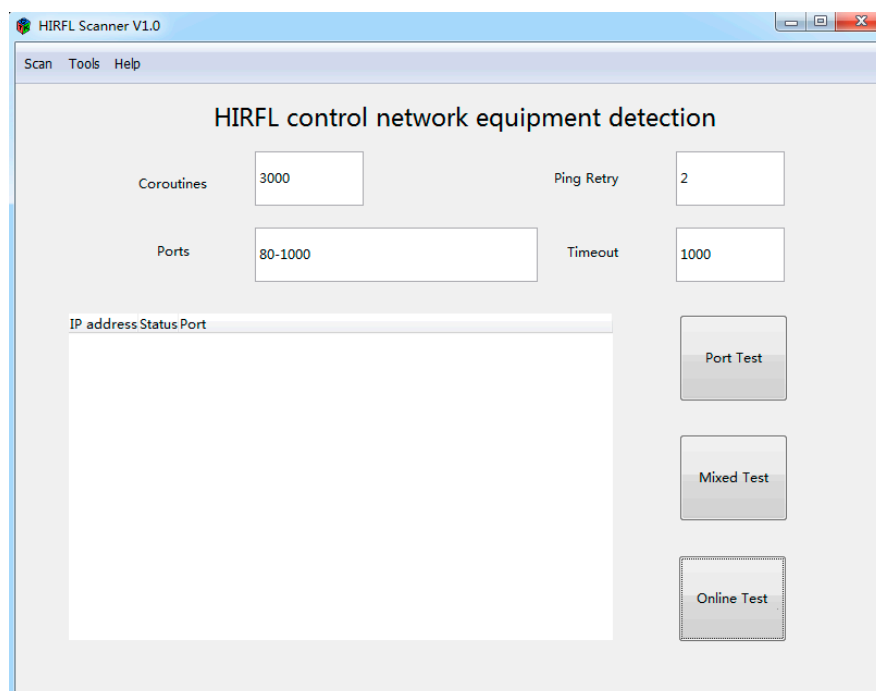 HIRFL Scanner V1.0
Scan Tools Help
HIRFL control network equipment detection
Coroutines 3000 Ping Retry 2
Ports 80-1000 Timeout 1000
IP address Status Port
Port Test
Mixed Test
Online Test